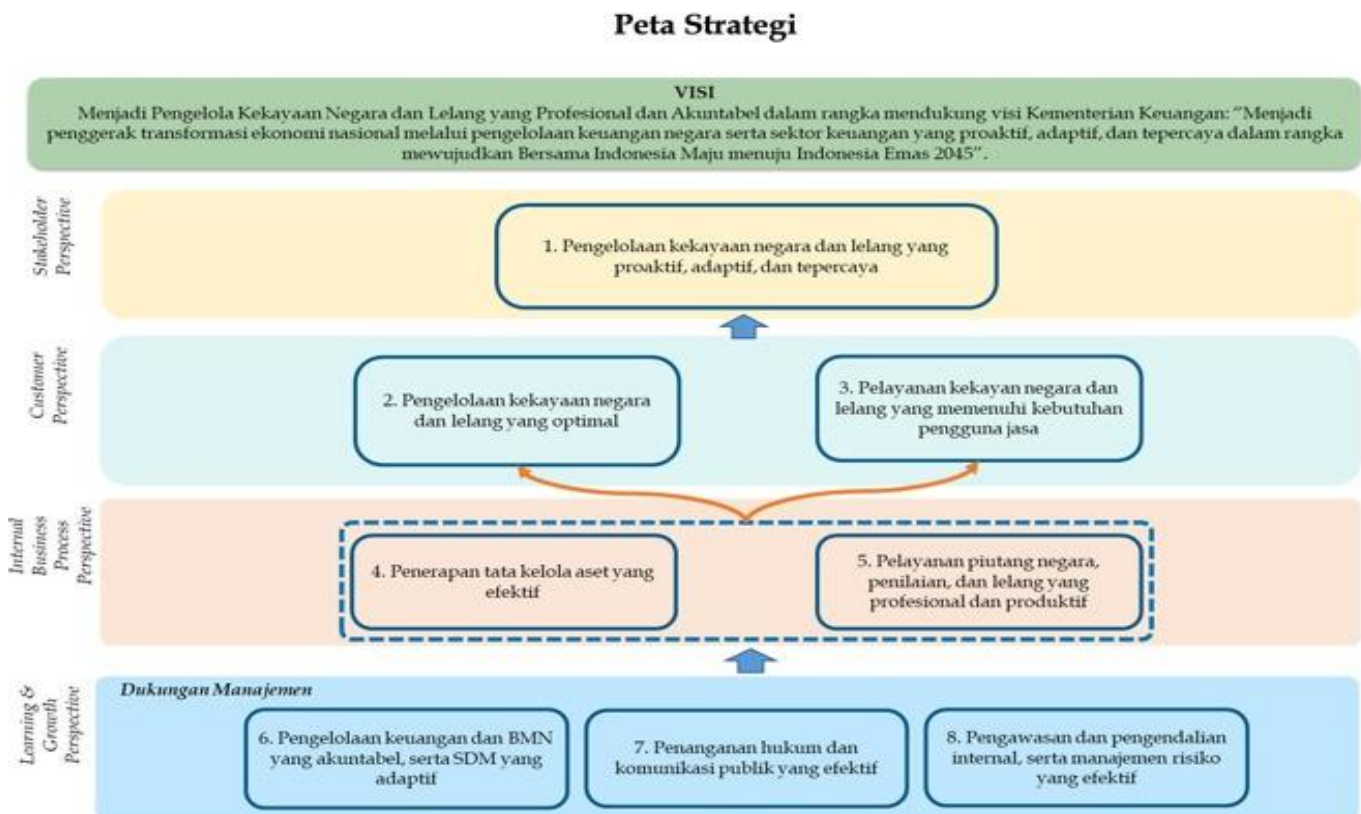 Peta Strategi
VISI
Menjadi Pengelola Kekayaan Negara dan Lelang yang Profesional dan Akuntabel dalam rangka mendukung visi Kementerian Keuangan: “Menjadi
penggerak transformasi ekonomi nasional melalui pengelolaan keuangan negara serta sektor keuangan yang proaktif, adaptif, dan tepercaya dalam rangka
mewujudkan Bersama Indonesia Maju menuju Indonesia Emas 2045”.
Stakeholder
Perspective
1. Pengelolaan kekayaan negara dan lelang yang
proaktif, adaptif, dan tepercaya
Customer
Perspective
2. Pengelolaan kekayaan negara
dan lelang yang optimal
3. Pelayanan kekayan negara dan
lelang yang memenuhi kebutuhan
pengguna jasa
Internal
Business
Process
Perspective
4. Penerapan tata kelola aset yang
efektif
5. Pelayanan piutang negara,
penilaian, dan lelang yang
profesional dan produktif
Learning &
Growth
Perspective
Dukungan Manajemen
6. Pengelolaan keuangan dan BMN
yang akuntabel, serta SDM yang
adaptif
7. Penanganan hukum dan
komunikasi publik yang efektif
8. Pengawasan dan pengendalian
internal, serta manajemen risiko
yang efektif